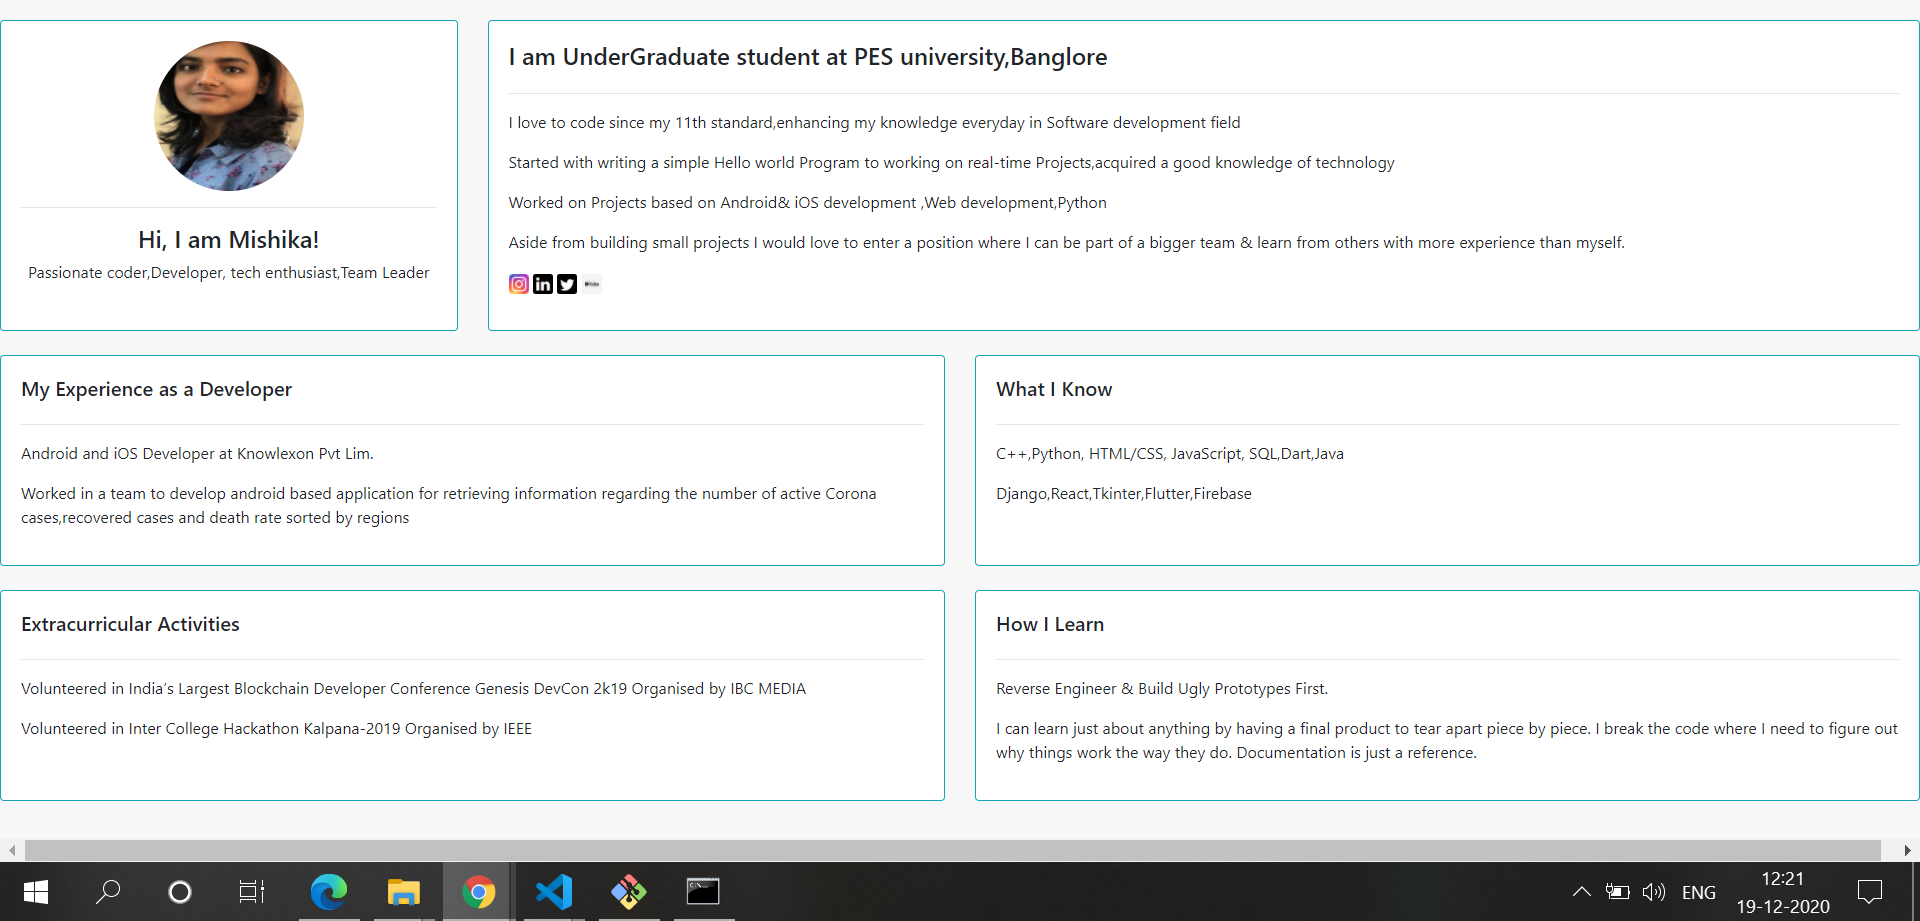 Hi, I am Mishika!
Passionate coder,Developer, tech enthusiast,Team Leader
I am UnderGraduate student at PES university,Banglore
I love to code since my 11th standard,enhancing my knowledge everyday in Software development field
Started with writing a simple Hello world Program to working on real-time Projects,acquired a good knowledge of technology
Worked on Projects based on Android& iOS development ,Web development,Python
Aside from building small projects I would love to enter a position where I can be part of a bigger team & learn from others with more experience than myself.
in
My Experience as a Developer
Android and iOS Developer at Knowlexon Pvt Lim.
Worked in a team to develop android based application for retrieving information regarding the number of active Corona
cases,recovered cases and death rate sorted by regions
What I Know
C++,Python, HTML/CSS, JavaScript, SQL,Dart,Java
Django,React,Tkinter,Flutter,Firebase
Extracurricular Activities
Volunteered in India's Largest Blockchain Developer Conference Genesis DevCon 2k19 Organised by IBC MEDIA
Volunteered in Inter College Hackathon Kalpana-2019 Organised by IEEE
How I Learn
Reverse Engineer & Build Ugly Prototypes First.
I can learn just about anything by having a final product to tear apart piece by piece. I break the code where I need to figure out
why things work the way they do. Documentation is just a reference.
ENG
12:21
19-12-2020